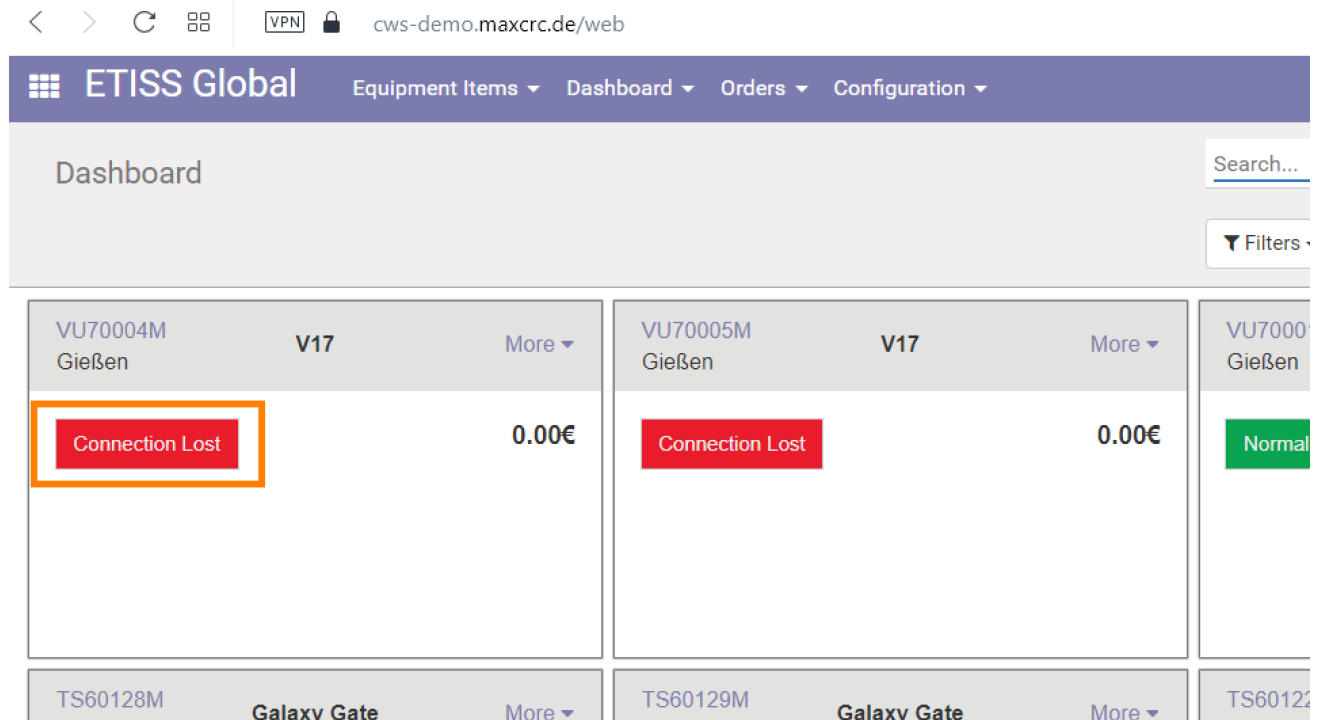 VPN cws-demo.maxcrc.de/web
ETISS Global Equipment Items Dashboard Orders Configuration
Dashboard
Search...
Filters
VU70004M V17 More
Gießen
Connection Lost 0.00€
VU70005M V17 More
Gießen
Connection Lost 0.00€
Gießen
Normal
TS60128M Galaxy Gate More
TS60129M Galaxy Gate More